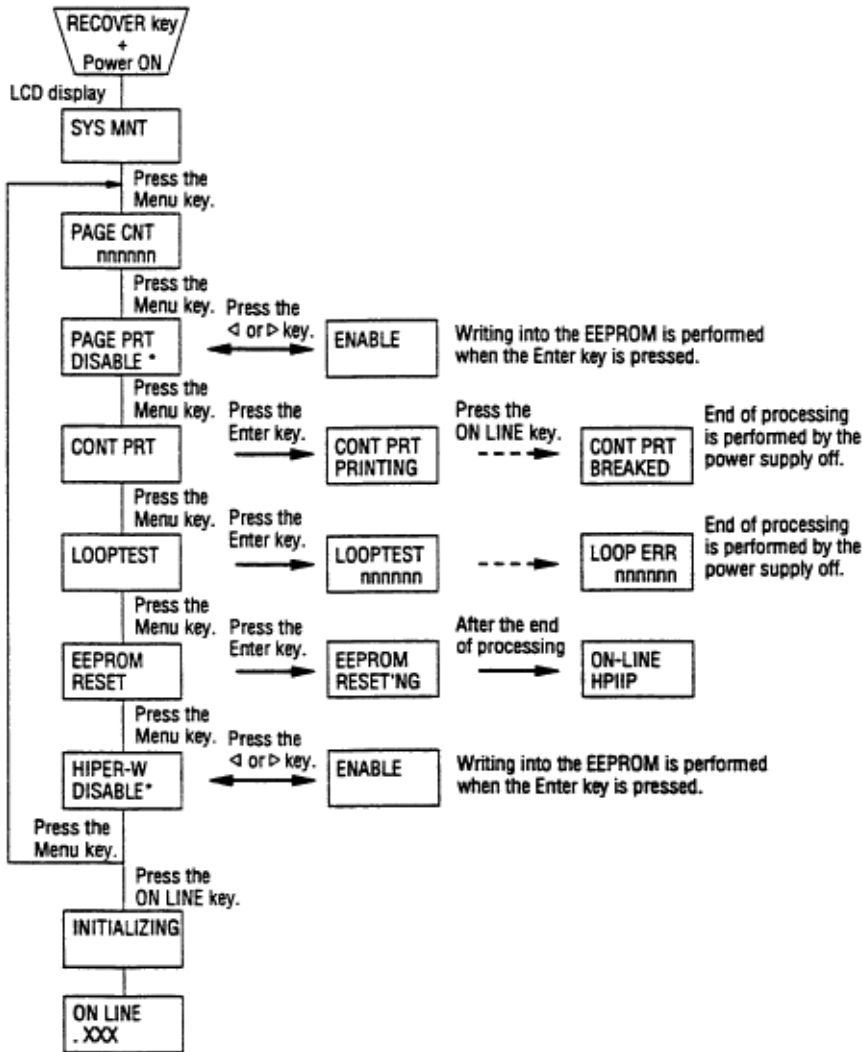 RECOVER key
+
Power ON
LCD display
SYS MNT
Press the
Menu key.
PAGE CNT
nnnnnn
Press the
Menu key.
PAGE PRT
DISABLE *
Press the
◁ or ▷ key.
ENABLE
Writing into the EEPROM is performed
when the Enter key is pressed.
Press the
Menu key.
CONT PRT
Press the
Enter key.
CONT PRT
PRINTING
Press the
ON LINE key.
CONT PRT
BREAKED
End of processing
is performed by the
power supply off.
Press the
Menu key.
LOOPTEST
Press the
Enter key.
LOOPTEST
nnnnnn
LOOP ERR
nnnnnn
End of processing
is performed by the
power supply off.
Press the
Menu key.
EEPROM
RESET
Press the
Enter key.
EEPROM
RESET'NG
After the end
of processing
ON-LINE
HPIIP
Press the
Menu key.
HIPER-W
DISABLE*
Press the
◁ or ▷ key.
ENABLE
Writing into the EEPROM is performed
when the Enter key is pressed.
Press the
Menu key.
Press the
ON LINE key.
INITIALIZING
ON LINE
. XXX